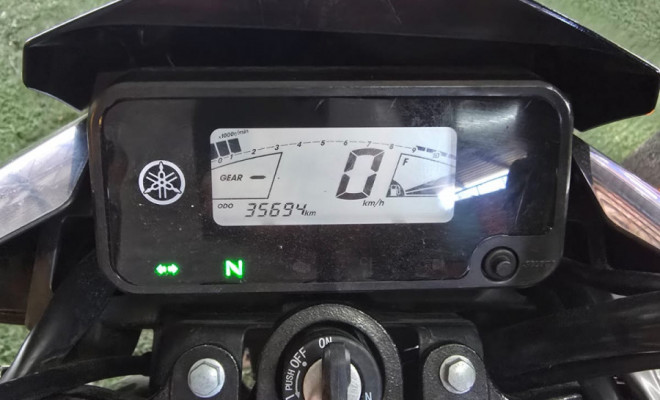 x1000r/min
0 1 2 3 4 5 6 7 8 9 10
GEAR -
0
F
ODO 35694 km
km/h
N
ON
OFF
PUSH